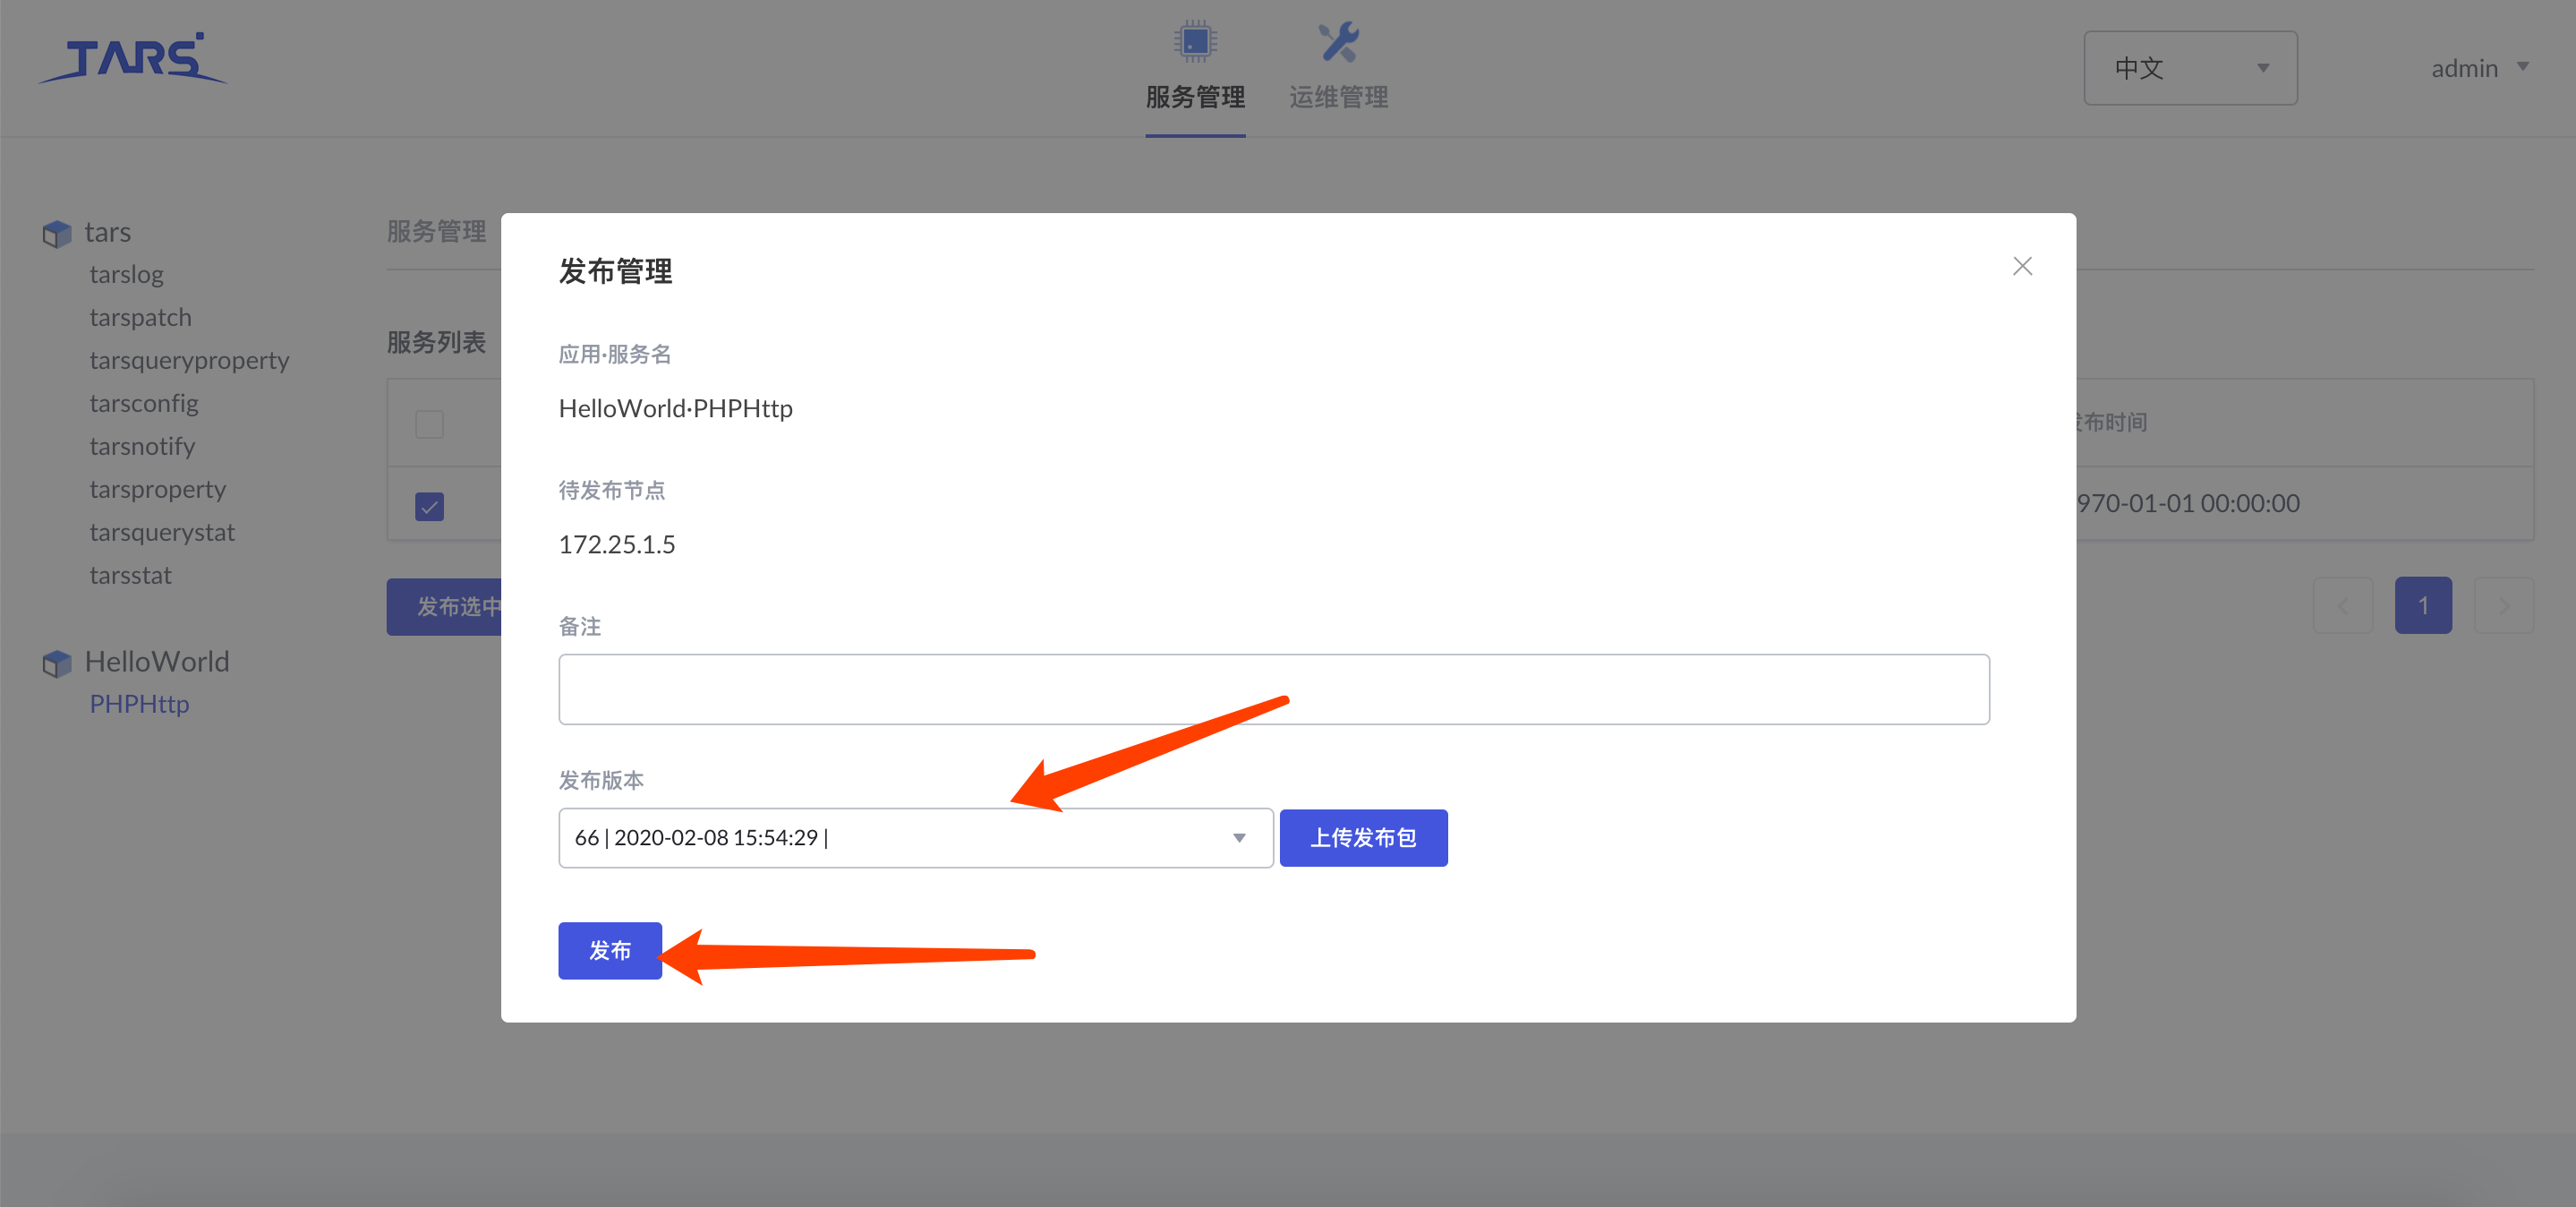 TARS
服务管理
运维管理
中文
admin
tars
tarslog
tarspatch
tarsqueryproperty
tarsconfig
tarsnotify
tarsproperty
tarsquerystat
tarsstat
HelloWorld
PHPHttp
服务管理
服务列表
发布时间
970-01-01 00:00:00
发布选中
1
发布管理
应用·服务名
HelloWorld·PHPHttp
待发布节点
172.25.1.5
备注
发布版本
66 | 2020-02-08 15:54:29 |
上传发布包
发布